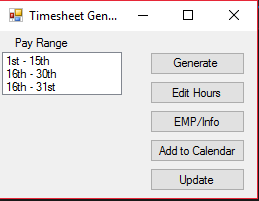 Timesheet Gen...
Pay Range
1st - 15th
16th - 30th
16th - 31st
Generate
Edit Hours
EMP/Info
Add to Calendar
Update